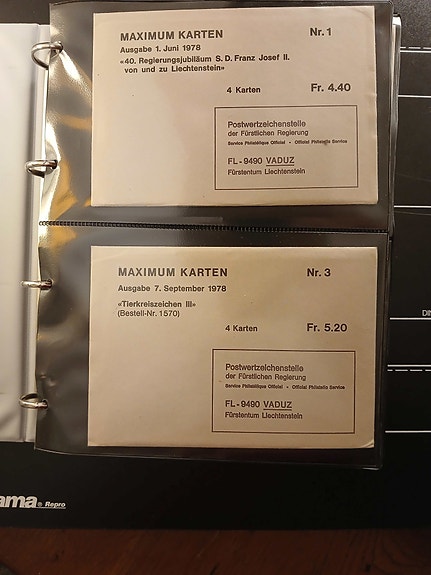 MAXIMUM KARTEN Nr. 1
Ausgabe 1. Juni 1978
«40. Regierungsjubiläum S. D. Franz Josef II.
von und zu Liechtenstein»
4 Karten Fr. 4.40
Postwertzeichenstelle
der Fürstlichen Regierung
Service Philatélique Officiel - Official Philatelic Service
FL-9490 VADUZ
Fürstentum Liechtenstein
MAXIMUM KARTEN Nr. 3
Ausgabe 7. September 1978
«Tierkreiszeichen III»
(Bestell-Nr. 1570)
4 Karten Fr. 5.20
Postwertzeichenstelle
der Fürstlichen Regierung
Service Philatélique Officiel - Official Philatelic Service
FL-9490 VADUZ
Fürstentum Liechtenstein
DIN
ama® Repro